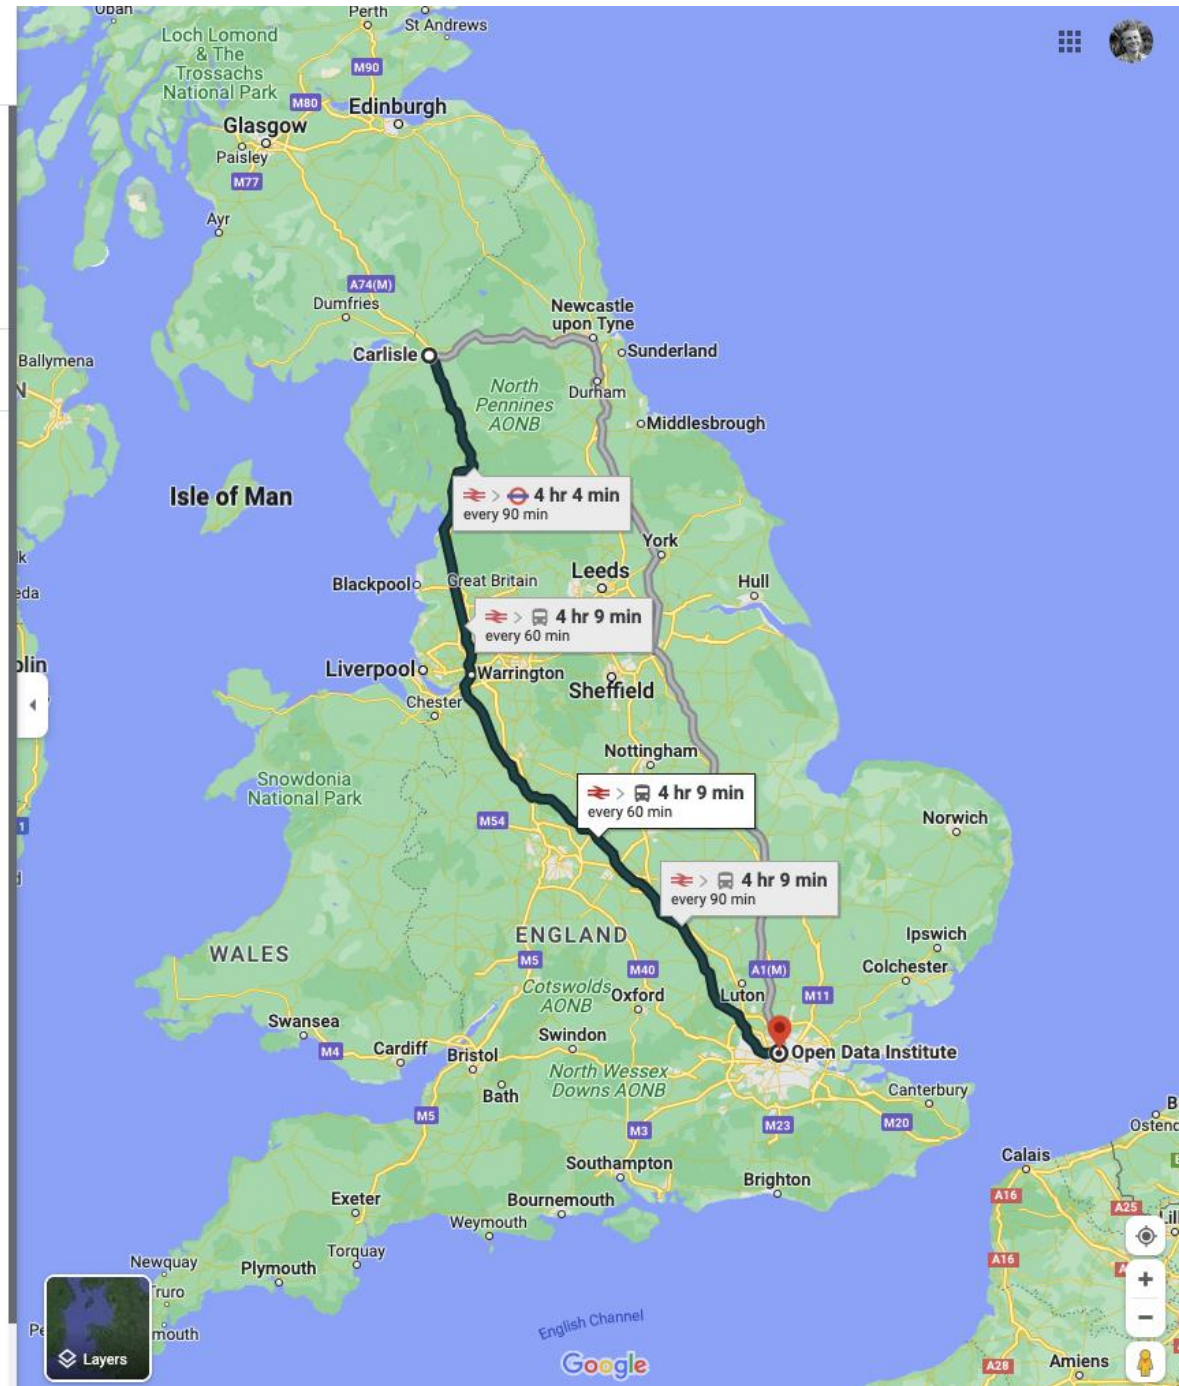 Oban
Perth
St Andrews
Loch Lomond
& The
Trossachs
National Park
M90
M80
Edinburgh
Glasgow
Paisley
M77
Ayr
A74(M)
Dumfries
Newcastle
upon Tyne
Carlisle
Sunderland
Ballymena
N
North
Pennines
AONB
Durham
Middlesbrough
Isle of Man
4 hr 4 min
every 90 min
York
Leeds
Hull
Blackpool
Great Britain
4 hr 9 min
every 60 min
Liverpool
Warrington
Sheffield
Chester
Nottingham
Snowdonia
National Park
4 hr 9 min
every 60 min
M54
Norwich
4 hr 9 min
every 90 min
ENGLAND
WALES
Ipswich
M5
M40
A1(M)
Colchester
Cotswolds
AONB
Oxford
Luton
M11
Swansea
Swindon
M4
Cardiff
Bristol
Open Data Institute
North Wessex
Downs AONB
Bath
Canterbury
M5
M3
M23
M20
Calais
Southampton
Brighton
Exeter
Bournemouth
Weymouth
A16
A25
Torquay
Newquay
Plymouth
A16
English Channel
Layers
Google
A28
Amiens